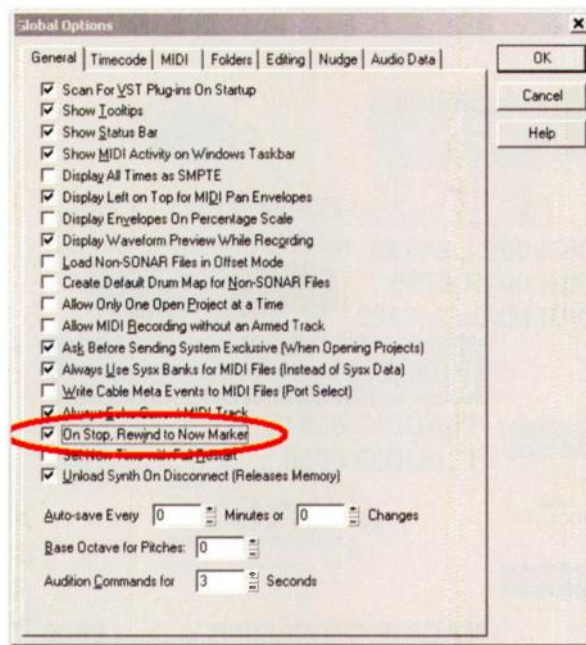 Global Options
General Timecode MIDI Folders Editing Nudge Audio Data
OK
Cancel
Help
Scan For VST Plug-ins On Startup
Show Tooltips
Show Status Bar
Show MIDI Activity on Windows Taskbar
Display All Times as SMPTE
Display Left on Top for MIDI Pan Envelopes
Display Envelopes On Percentage Scale
Display Waveform Preview While Recording
Load Non-SONAR Files in Offset Mode
Create Default Drum Map for Non-SONAR Files
Allow Only One Open Project at a Time
Allow MIDI Recording without an Armed Track
Ask Before Sending System Exclusive (When Opening Projects)
Always Use Sysx Banks for MIDI Files (Instead of Sysx Data)
Write Cable Meta Events to MIDI Files (Port Select)
Always Echo Current MIDI Track
On Stop, Rewind to Now Marker
Set Now Time with Full Restart
Unload Synth On Disconnect (Releases Memory)
Auto-save Every 0 Minutes or 0 Changes
Base Octave for Pitches: 0
Audition Commands for 3 Seconds